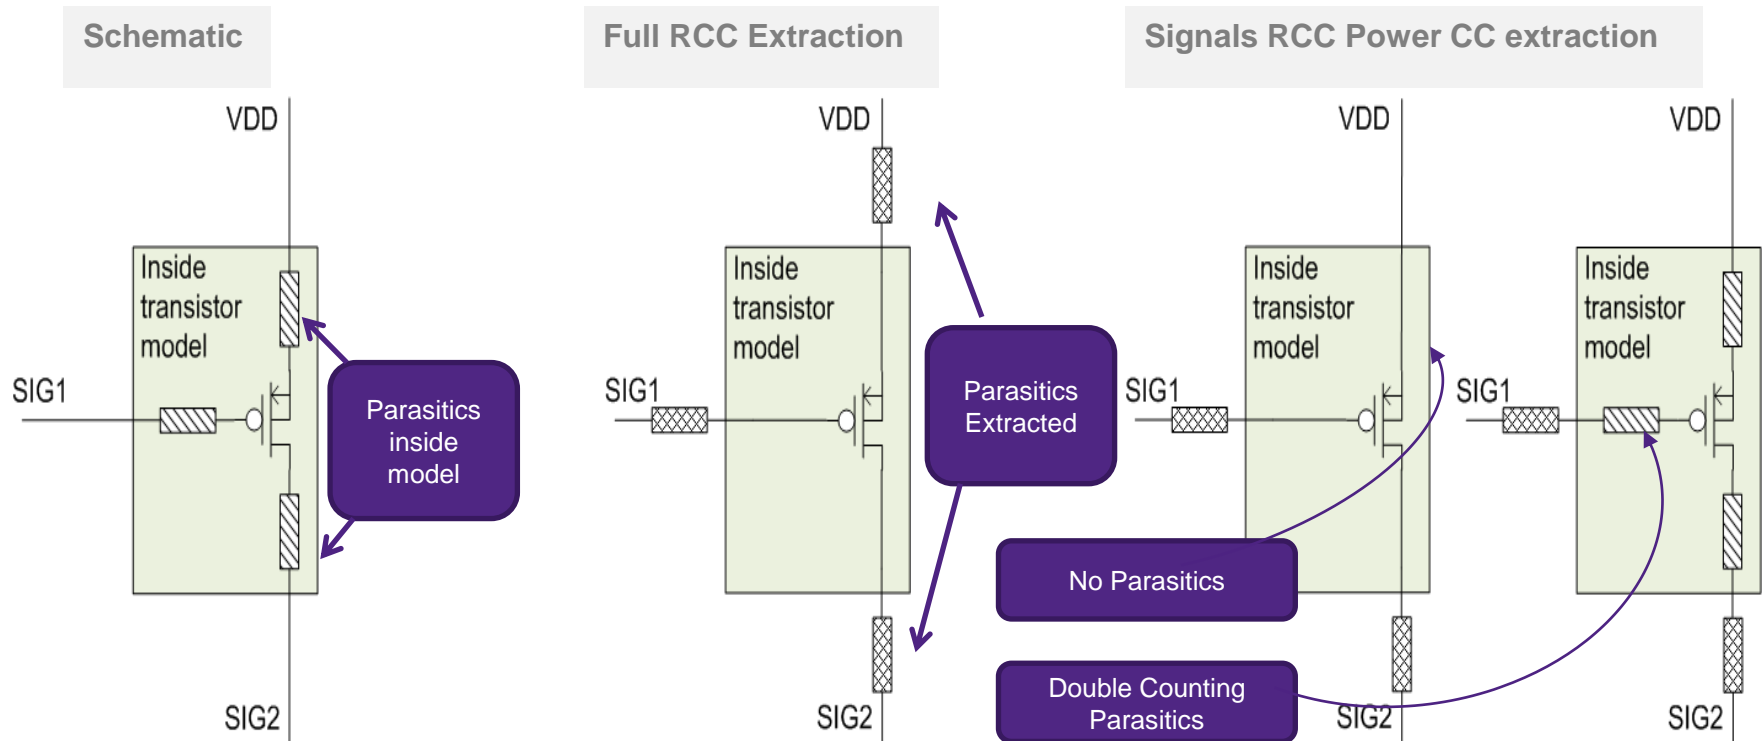 Schematic
Full RCC Extraction
Signals RCC Power CC extraction
VDD
Inside
transistor
model
SIG1
Parasitics
inside
model
SIG2
VDD
Inside
transistor
model
SIG1
Parasitics
Extracted
SIG2
VDD
Inside
transistor
model
SIG1
No Parasitics
Double Counting
Parasitics
SIG2
VDD
Inside
transistor
model
SIG1
SIG2